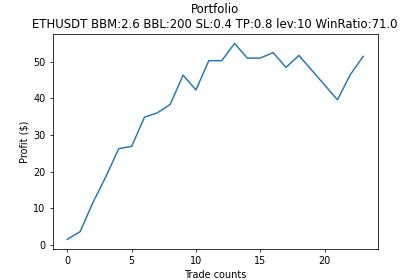 Portfolio
ETHUSDT BBM:2.6 BBL:200 SL:0.4 TP:0.8 lev:10 WinRatio:71.0
50
40
30
20
10
0
Profit ($)
0 5 10 15 20
Trade counts